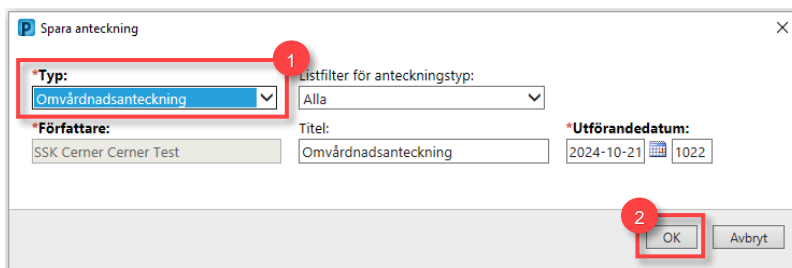 P Spara anteckning
1
*Typ: Listfilter för anteckningstyp:
Omvårdnadsanteckning Alla
*Författare: Titel: *Utförandedatum:
SSK Cerner Cerner Test Omvårdnadsanteckning 2024-10-21 1022
2
OK Avbryt